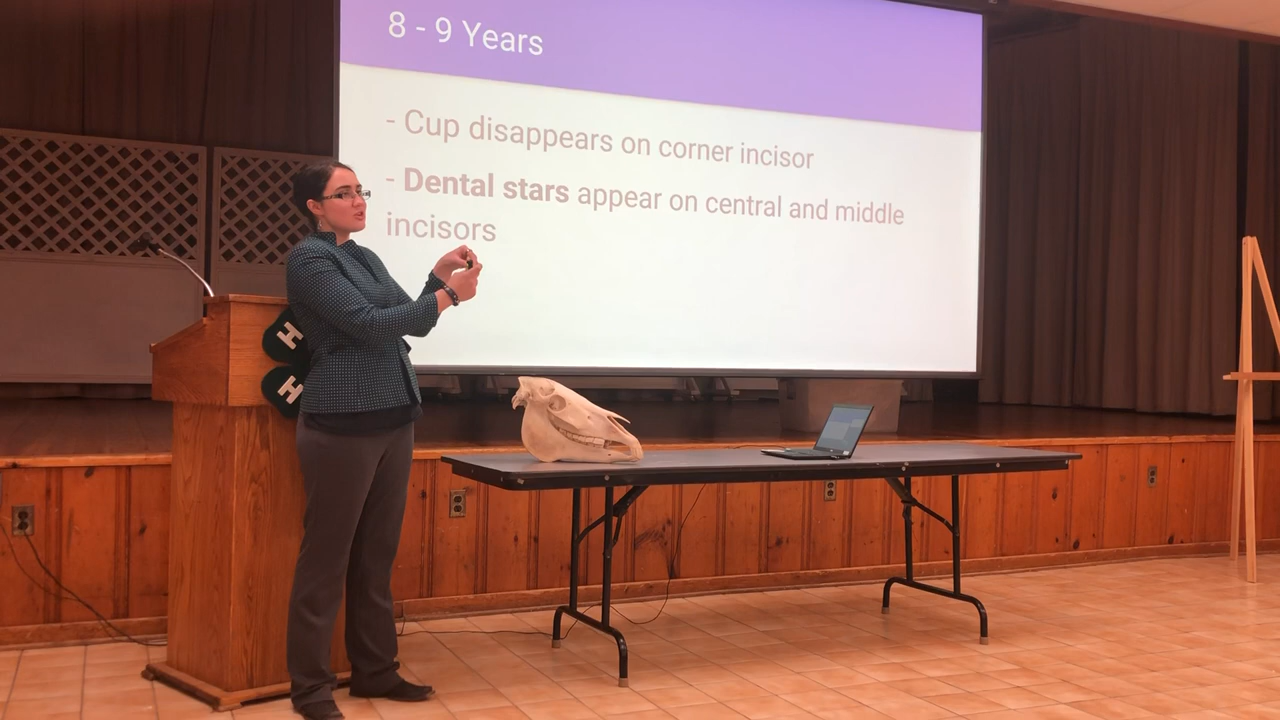 8 - 9 Years
- Cup disappears on corner incisor
- Dental stars appear on central and middle
incisors
H
H